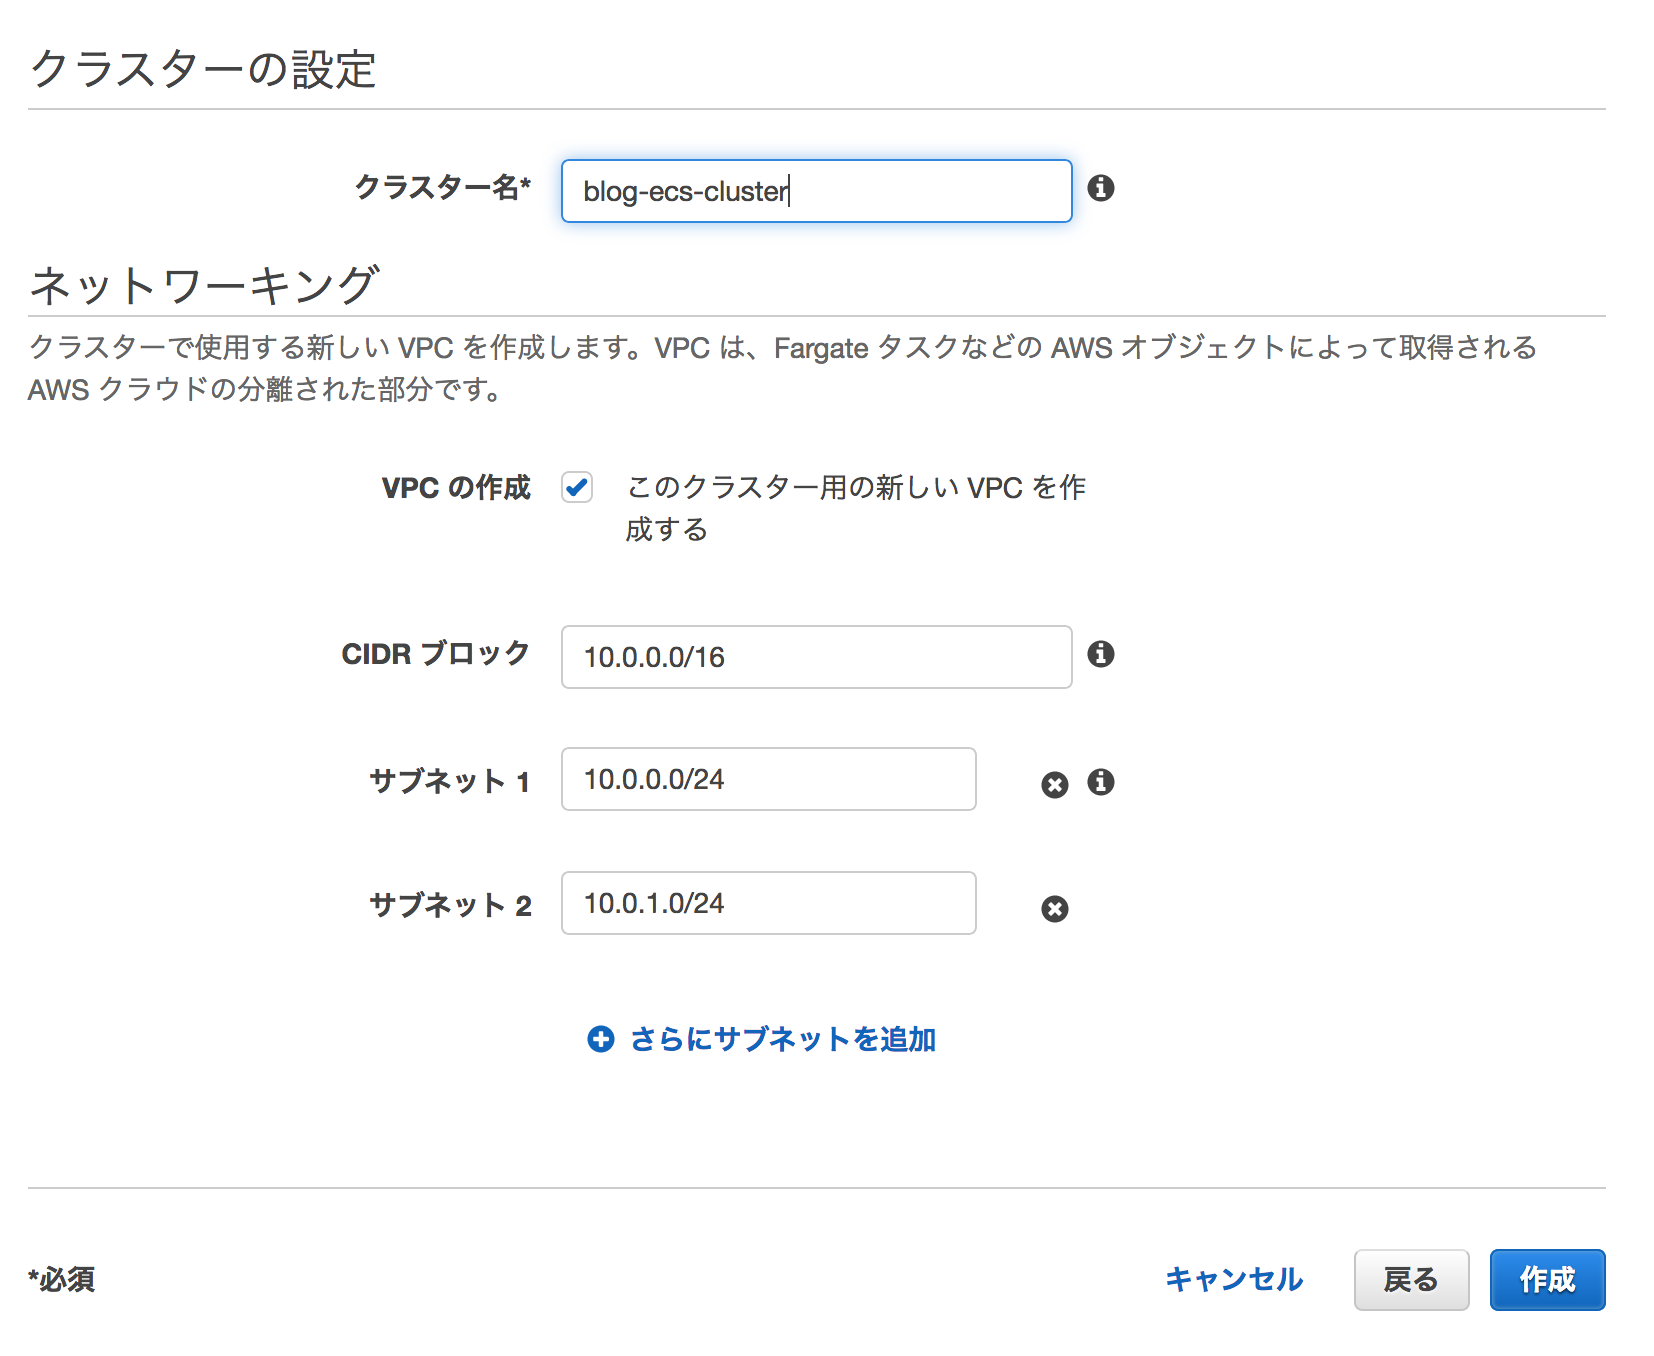 クラスターの設定
クラスター名* blog-ecs-cluster
ネットワーキング
クラスターで使用する新しい VPC を作成します。VPC は、Fargate タスクなどの AWS オブジェクトによって取得される
AWS クラウドの分離された部分です。
VPC の作成 このクラスター用の新しい VPC を作
成する
CIDR ブロック 10.0.0.0/16
サブネット 1 10.0.0.0/24
サブネット 2 10.0.1.0/24
さらにサブネットを追加
*必須 キャンセル 戻る 作成